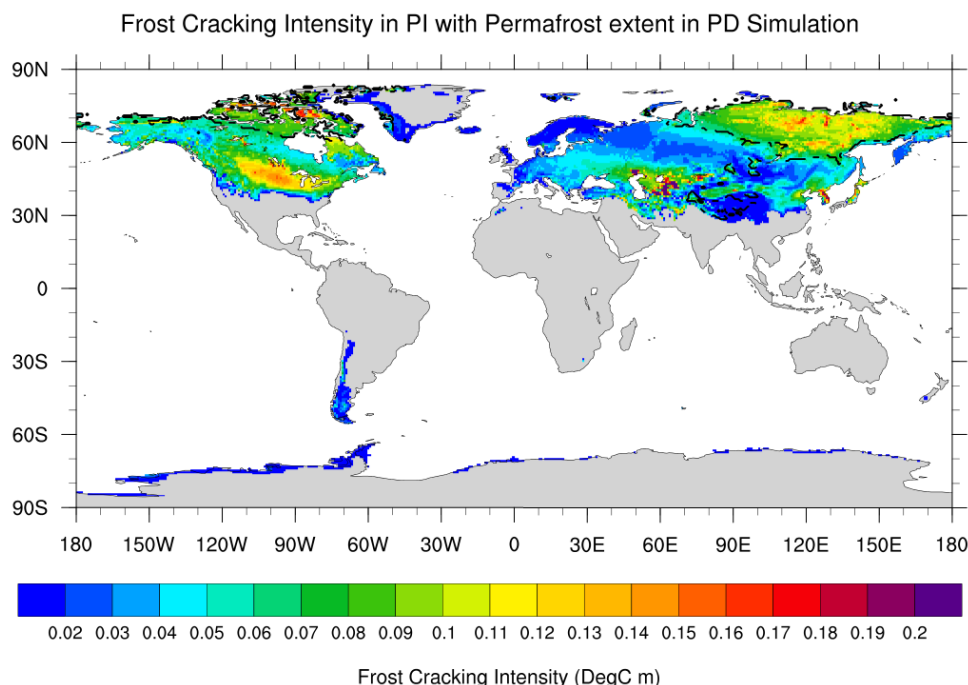 Frost Cracking Intensity in PI with Permafrost extent in PD Simulation
90N
60N
30N
0
30S
60S
90S
180 150W 120W 90W 60W 30W 0 30E 60E 90E 120E 150E 180
0.02 0.03 0.04 0.05 0.06 0.07 0.08 0.09 0.1 0.11 0.12 0.13 0.14 0.15 0.16 0.17 0.18 0.19 0.2
Frost Cracking Intensity (DegC m)